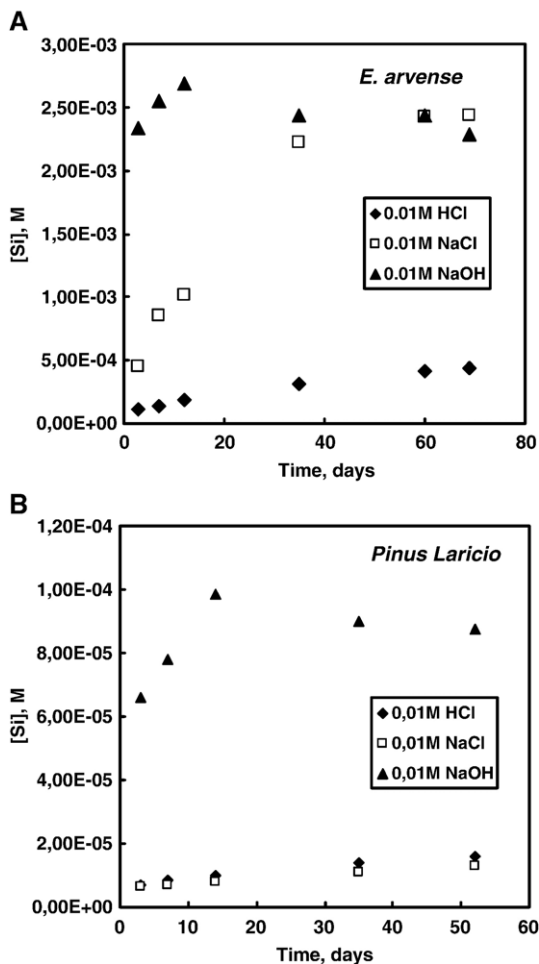 A
3,00E-03
2,50E-03
2,00E-03
1,50E-03
1,00E-03
5,00E-04
0,00E+00
[Si], M
E. arvense
0.01M HCl
0.01M NaCl
0.01M NaOH
0 20 40 60 80
Time, days
B
1,20E-04
1,00E-04
8,00E-05
6,00E-05
4,00E-05
2,00E-05
0,00E+00
[Si], M
Pinus Laricio
0,01M HCl
0,01M NaCl
0,01M NaOH
0 10 20 30 40 50 60
Time, days